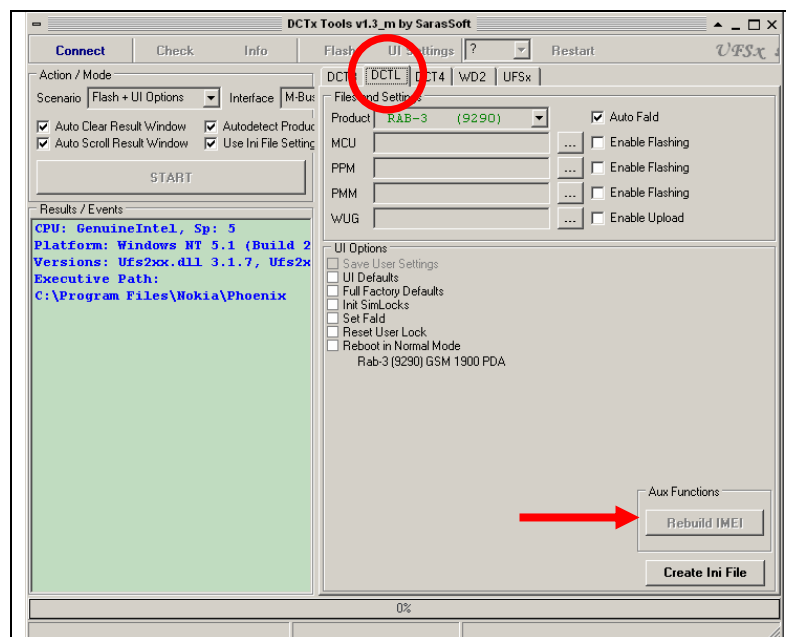 DCTx Tools v1.3_m by SarasSoft
Connect Check Info Flash UI Settings ? Restart UFSx
Action / Mode
Scenario Flash + UI Options Interface M-Bus
Auto Clear Result Window Autodetect Produc
Auto Scroll Result Window Use Ini File Setting
START
Results / Events
CPU: GenuineIntel, Sp: 5
Platform: Windows NT 5.1 (Build 2
Versions: Ufs2xx.dll 3.1.7, Ufs2x
Executive Path:
C:\Program Files\Nokia\Phoenix
DCT3 DCTL DCT4 WD2 UFSx
Files and Settings
Product RAB-3 (9290) Auto Fald
MCU ... Enable Flashing
PPM ... Enable Flashing
PMM ... Enable Flashing
WUG ... Enable Upload
UI Options
Save User Settings
UI Defaults
Full Factory Defaults
Init SimLocks
Set Fald
Reset User Lock
Reboot in Normal Mode
Rab-3 (9290) GSM 1900 PDA
Aux Functions
Rebuild IMEI
Create Ini File
0%